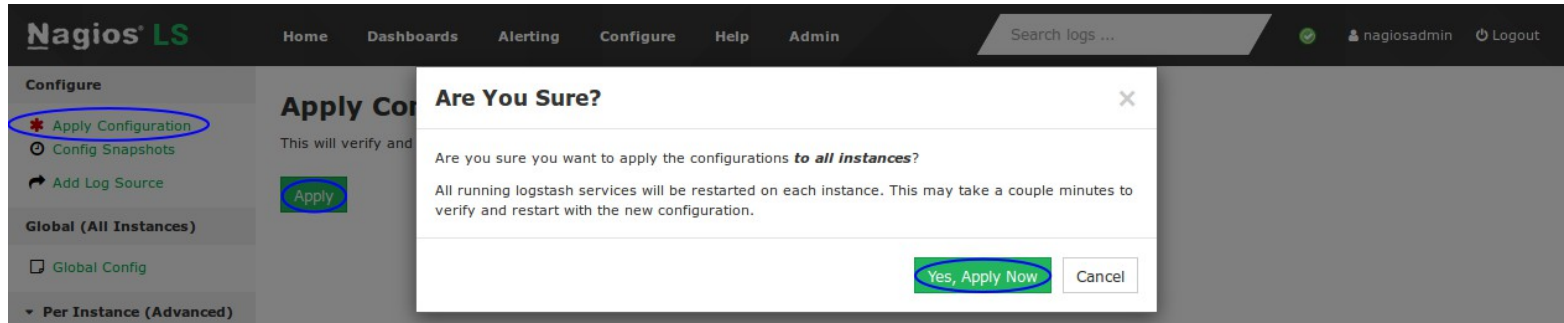 Nagios® LS
Home Dashboards Alerting Configure Help Admin Search logs ... nagiosadmin Logout
Configure
Apply Configuration
Config Snapshots
Add Log Source
Global (All Instances)
Global Config
Per Instance (Advanced)
Apply Con
This will verify and
Apply
Are You Sure? ×
Are you sure you want to apply the configurations to all instances?
All running logstash services will be restarted on each instance. This may take a couple minutes to
verify and restart with the new configuration.
Yes, Apply Now Cancel